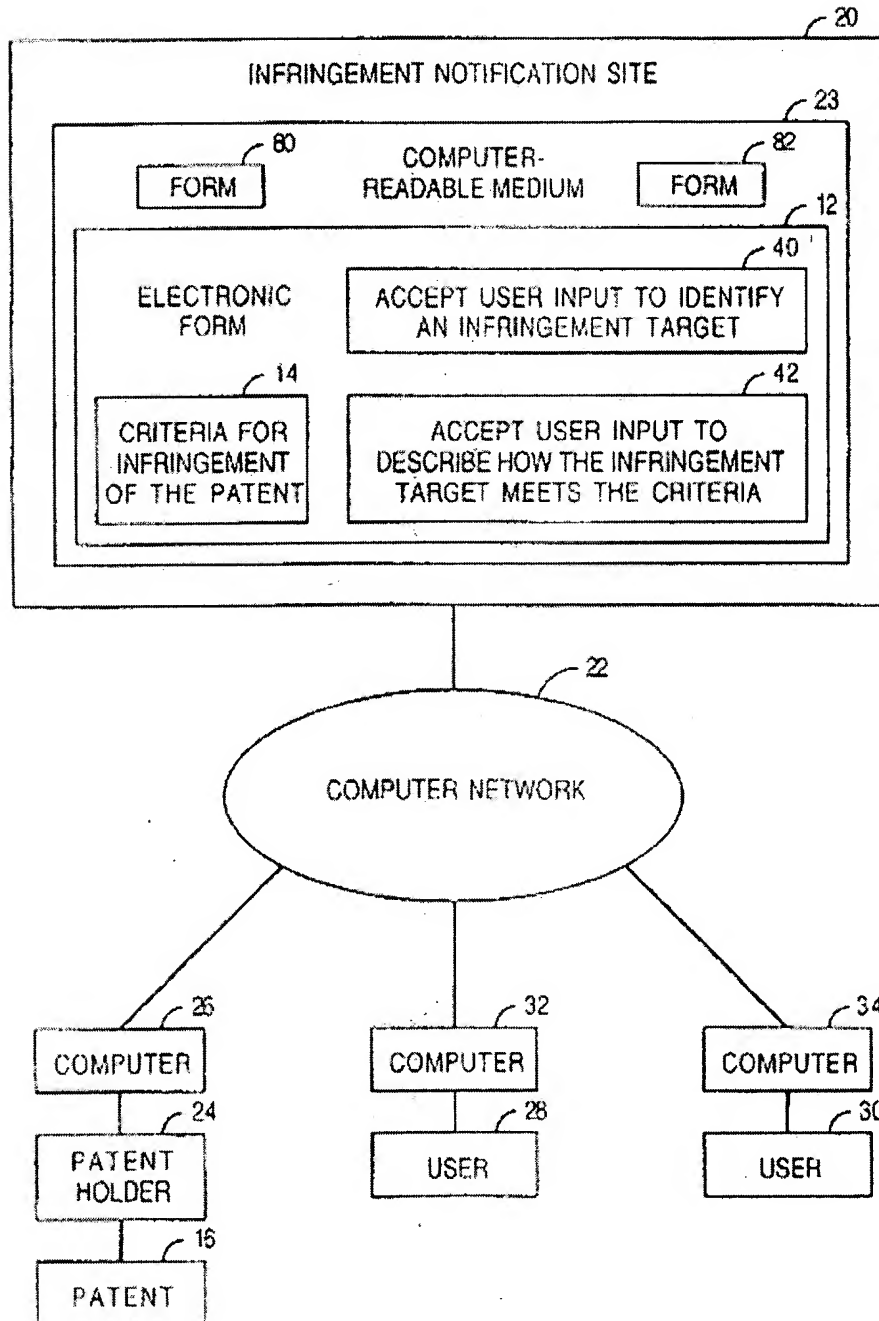 20
INFRINGEMENT NOTIFICATION SITE
23
80
COMPUTER-
82
FORM
READABLE MEDIUM
FORM
12
40
ELECTRONIC
FORM
ACCEPT USER INPUT TO IDENTIFY
AN INFRINGEMENT TARGET
14
42
CRITERIA FOR
INFRINGEMENT
OF THE PATENT
ACCEPT USER INPUT TO
DESCRIBE HOW THE INFRINGEMENT
TARGET MEETS THE CRITERIA
22
COMPUTER NETWORK
26
32
34
COMPUTER
COMPUTER
COMPUTER
24
28
30
PATENT
HOLDER
USER
USER
16
PATENT